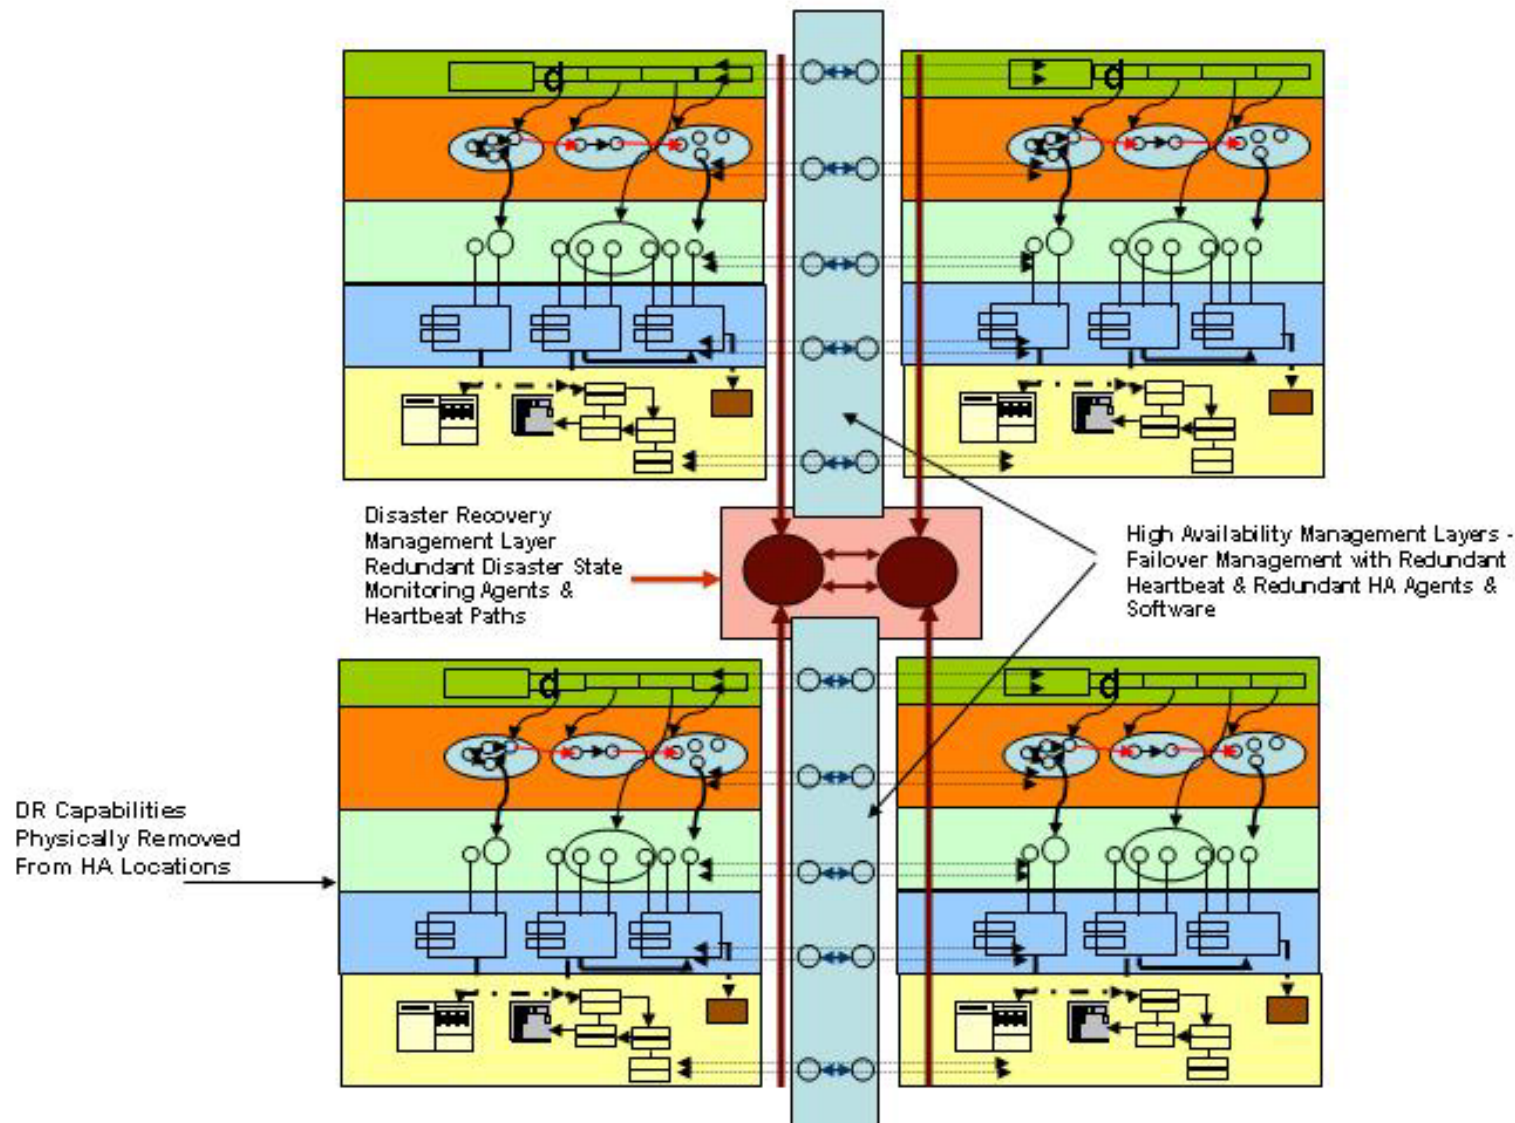 Disaster Recovery
Management Layer
Redundant Disaster State
Monitoring Agents &
Heartbeat Paths
High Availability Management Layers -
Failover Management with Redundant
Heartbeat & Redundant HA Agents &
Software
DR Capabilities
Physically Removed
From HA Locations